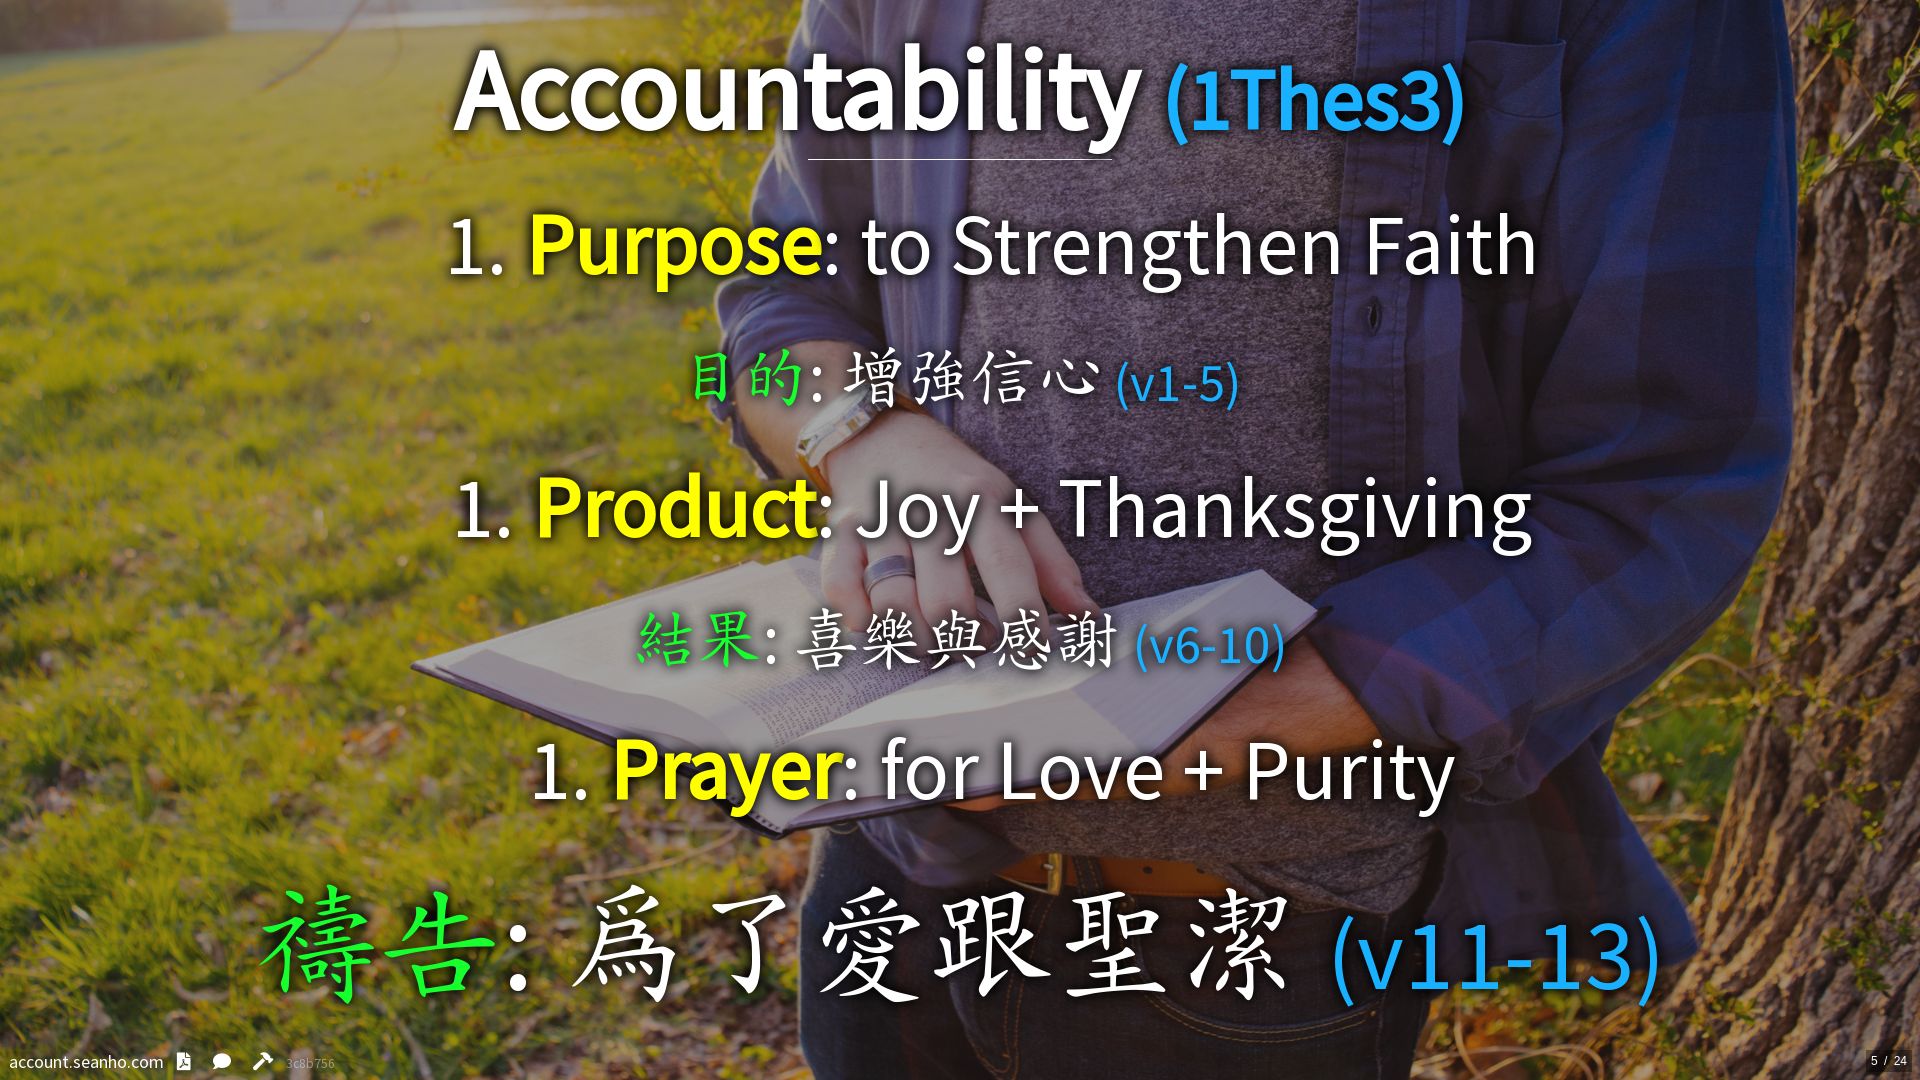 Accountability (1Thes3)
1. Purpose: to Strengthen Faith
目的: 增強信心 (v1-5)
1. Product: Joy + Thanksgiving
結果: 喜樂與感謝 (v6-10)
1. Prayer: for Love + Purity
禱告: 爲了愛跟聖潔 (v11-13)
account.seanho.com 3c8b756
5 / 24